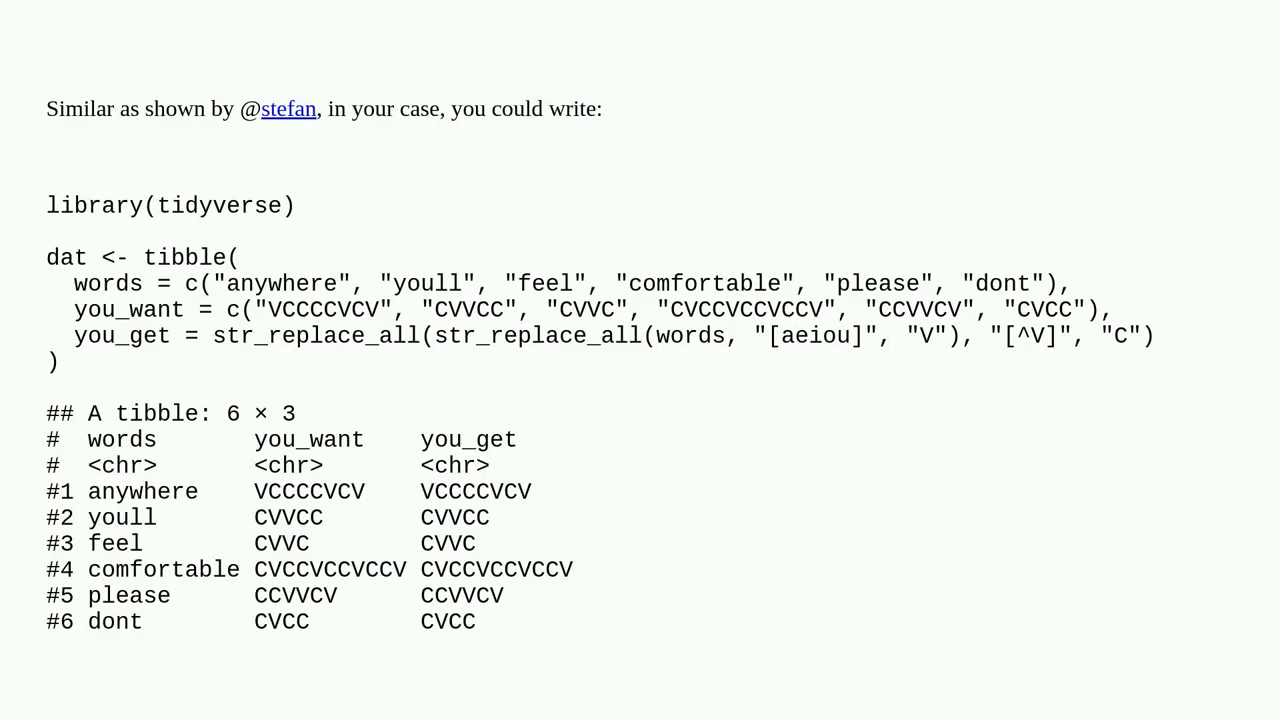 Similar as shown by @stefan, in your case, you could write:
library(tidyverse)
dat <- tibble(
  words = c("anywhere", "youll", "feel", "comfortable", "please", "dont"),
  you_want = c("VCCCCVCV", "CVVCC", "CVVC", "CVCCVCCVCCV", "CCVVCV", "CVCC"),
  you_get = str_replace_all(str_replace_all(words, "[aeiou]", "V"), "[^V]", "C")
)
## A tibble: 6 × 3
#  words       you_want    you_get
#  <chr>       <chr>       <chr>
#1 anywhere    VCCCCVCV    VCCCCVCV
#2 youll       CVVCC       CVVCC
#3 feel        CVVC        CVVC
#4 comfortable CVCCVCCVCCV CVCCVCCVCCV
#5 please      CCVVCV      CCVVCV
#6 dont        CVCC        CVCC